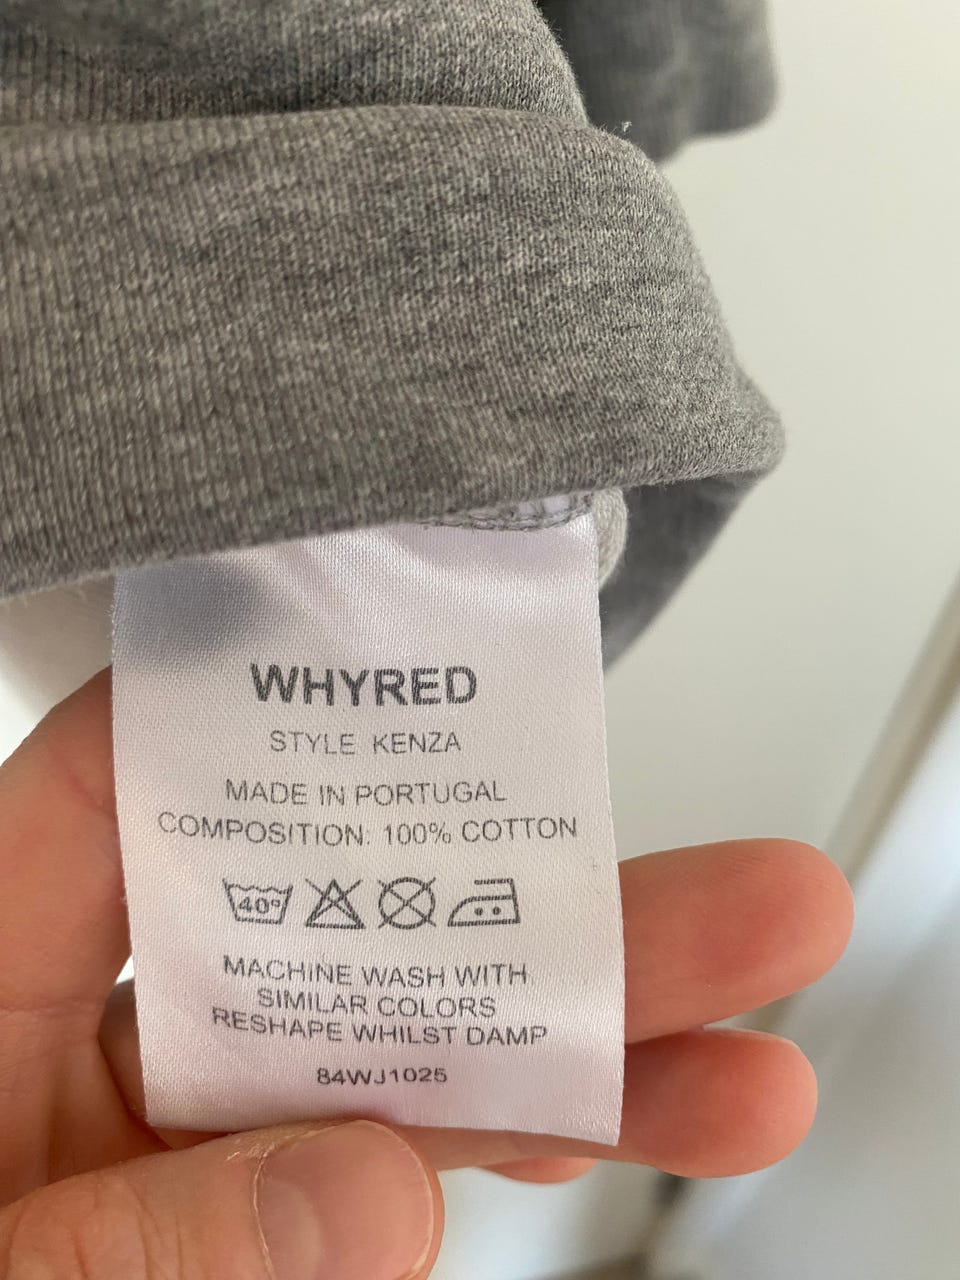 WHYRED
STYLE KENZA
MADE IN PORTUGAL
COMPOSITION: 100% COTTON
40°
MACHINE WASH WITH
SIMILAR COLORS
RESHAPE WHILST DAMP
84WJ1025